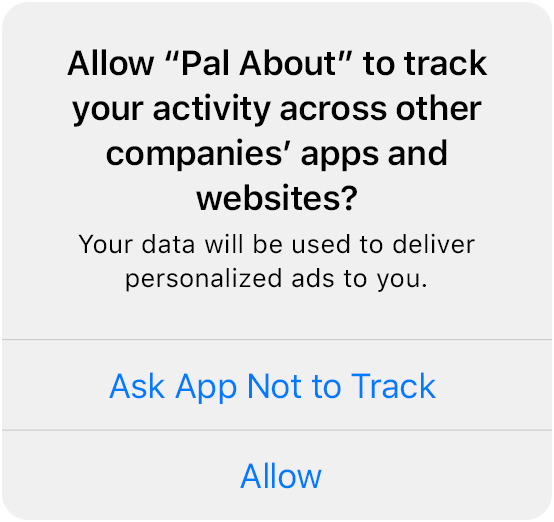 Allow “Pal About” to track
your activity across other
companies’ apps and
websites?
Your data will be used to deliver
personalized ads to you.
Ask App Not to Track
Allow